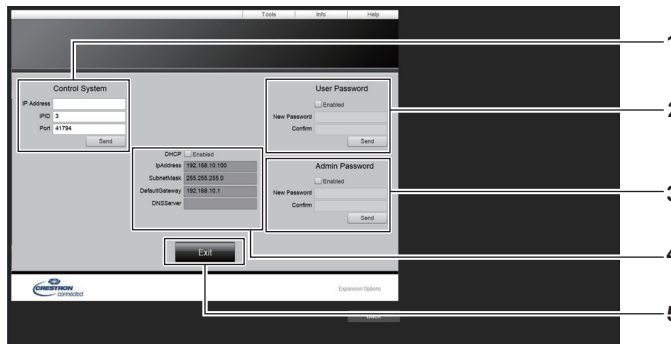 Tools Info Help
1
Control System
IP Address
IPID 3
Port 41794
Send
User Password
Enabled
New Password
Confirm
Send
2
DHCP Enabled
IpAddress 192.168.10.100
SubnetMask 255.255.255.0
DefaultGateway 192.168.10.1
DNSServer
Admin Password
Enabled
New Password
Confirm
Send
3
4
Exit
CRESTRON
connected
Expansion Options
5
Back